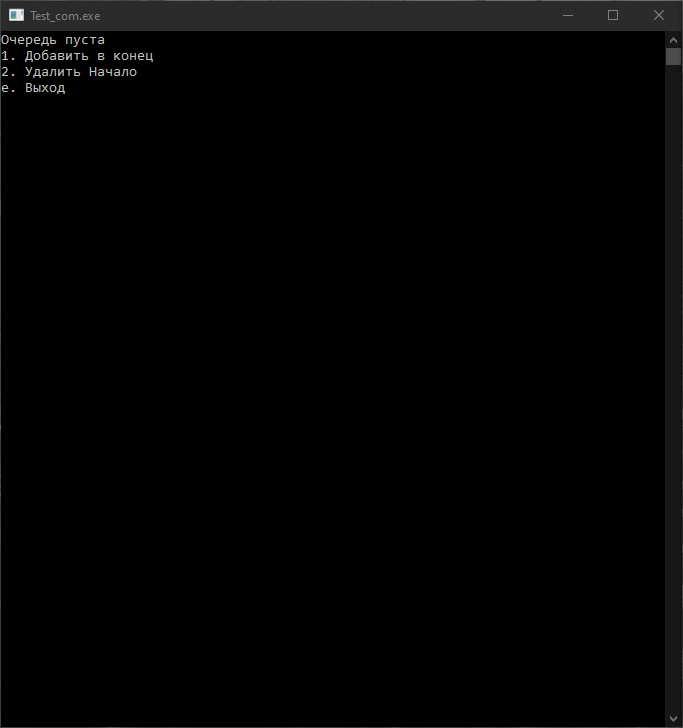 Test_com.exe
Очередь пуста
1. Добавить в конец
2. Удалить Начало
e. Выход